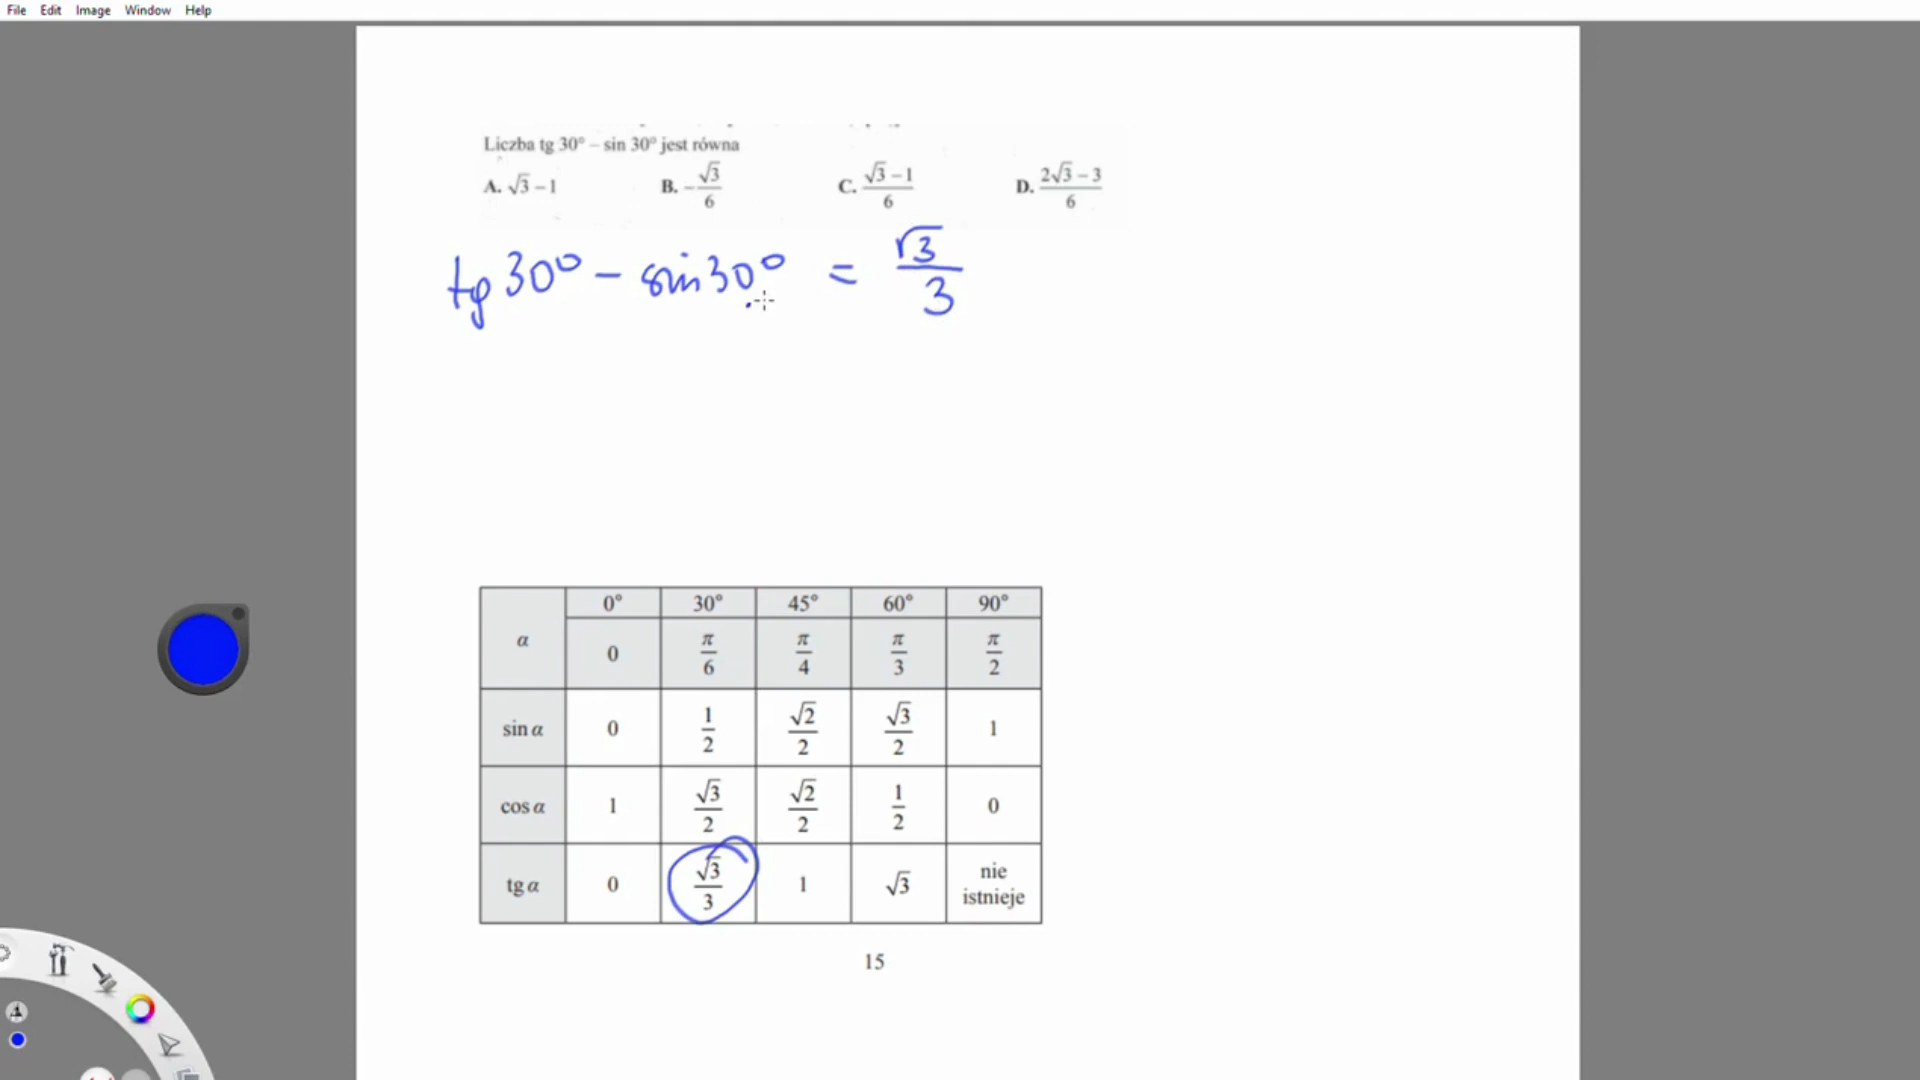 File Edit Image Window Help
Liczba tg 30° – sin 30° jest równa
A. √3 – 1 B. –√3/6 C. (√3 – 1)/6 D. (2√3 – 3)/6
tg 30° – sin 30° = √3/3
α 0° 30° 45° 60° 90°
0 π/6 π/4 π/3 π/2
sin α 0 1/2 √2/2 √3/2 1
cos α 1 √3/2 √2/2 1/2 0
tg α 0 √3/3 1 √3 nie istnieje
15